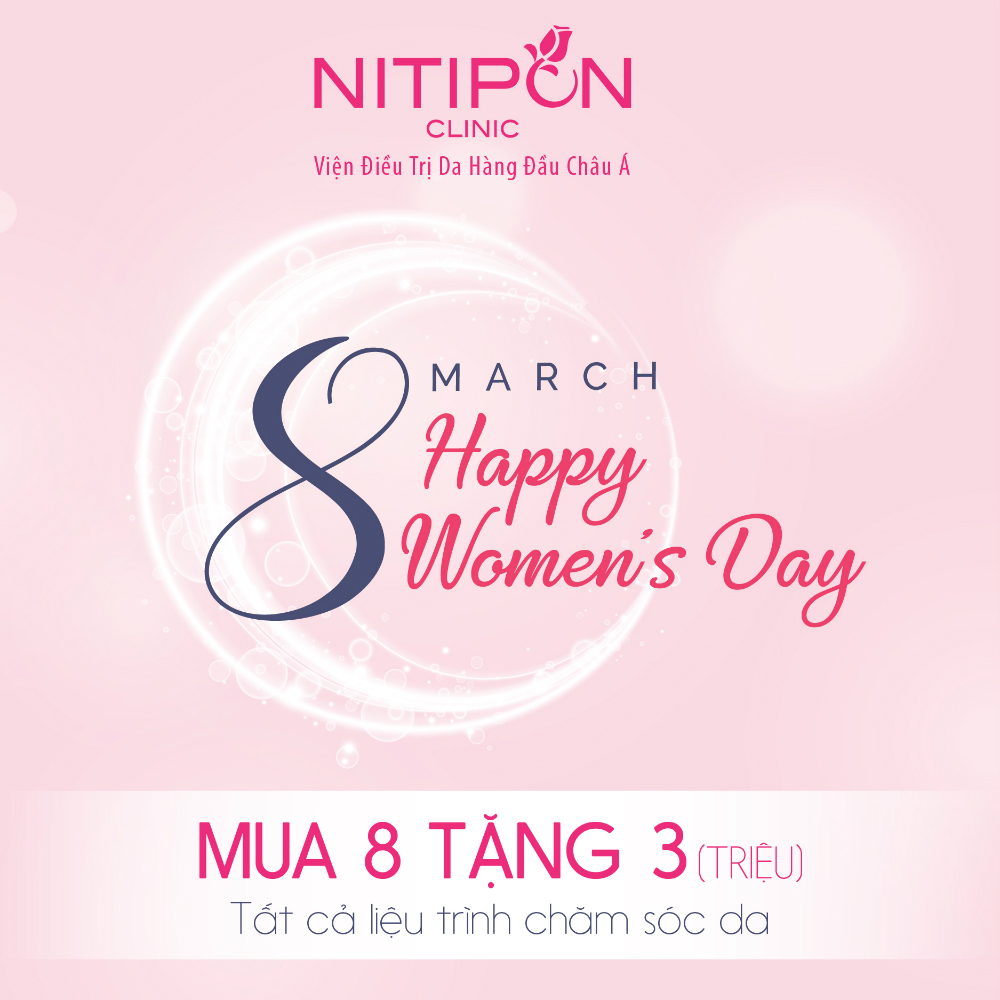 NITIPON
CLINIC
Viện Điều Trị Da Hàng Đầu Châu Á
8 MARCH
Happy
Women's Day
MUA 8 TẶNG 3 (TRIỆU)
Tất cả liệu trình chăm sóc da